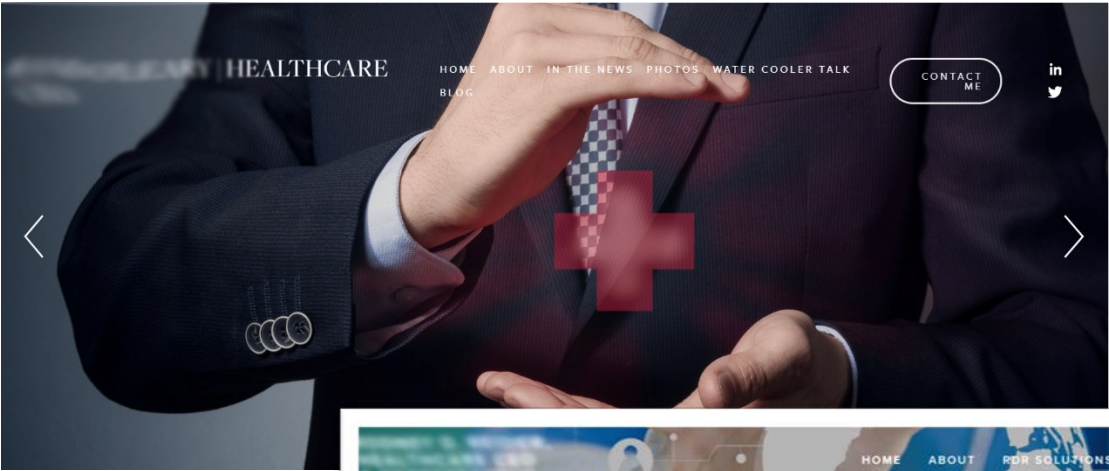 HEALTHCARE
HOME ABOUT IN THE NEWS PHOTOS WATER COOLER TALK
BLOG
CONTACT
ME
in
HOME ABOUT RDR SOLUTIONS